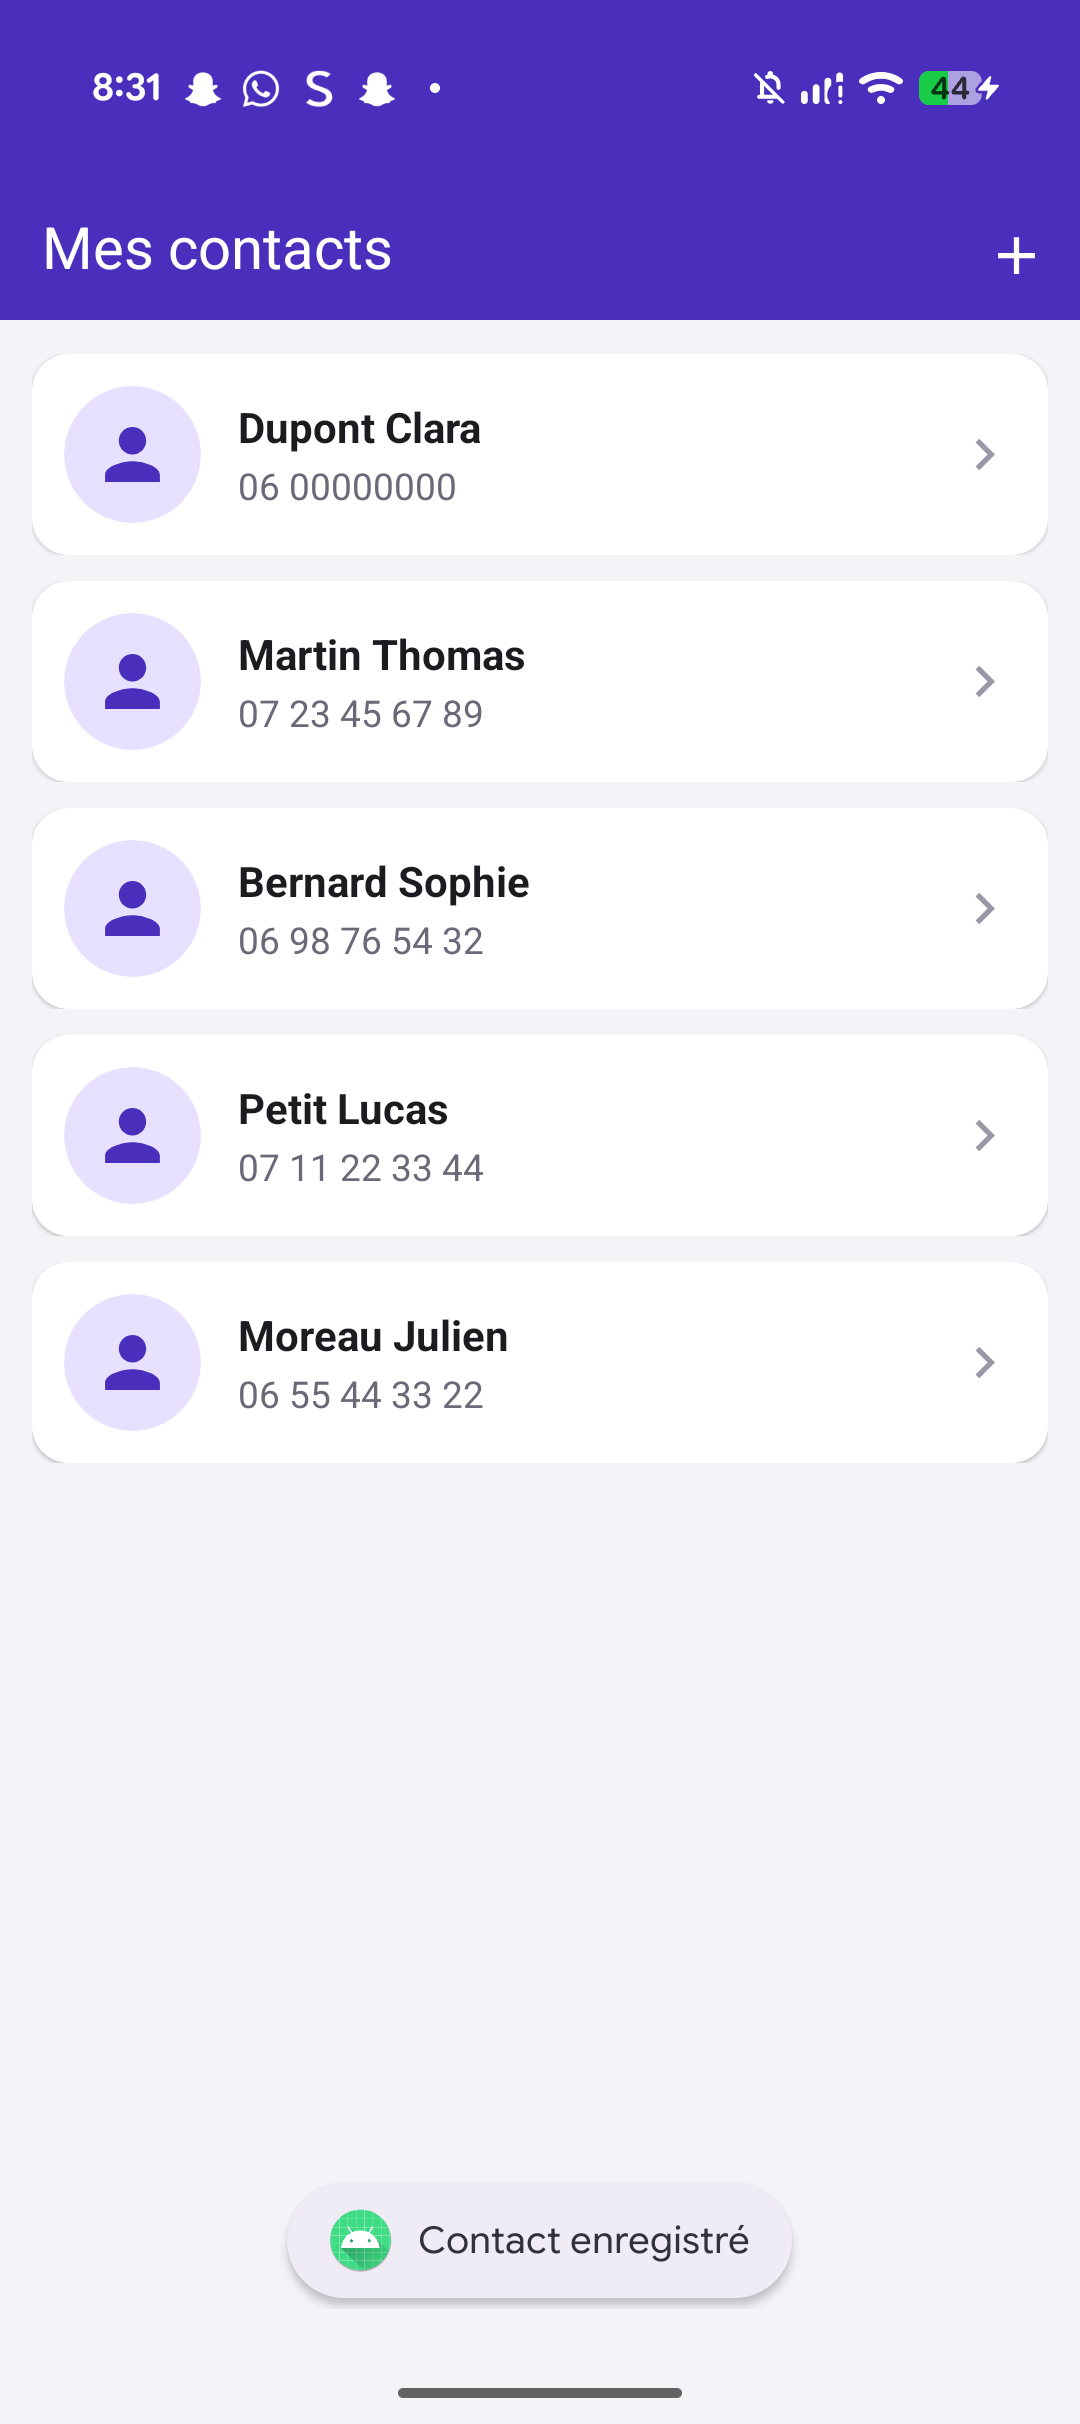 8:31
44
Mes contacts
Dupont Clara
06 00000000
Martin Thomas
07 23 45 67 89
Bernard Sophie
06 98 76 54 32
Petit Lucas
07 11 22 33 44
Moreau Julien
06 55 44 33 22
Contact enregistré